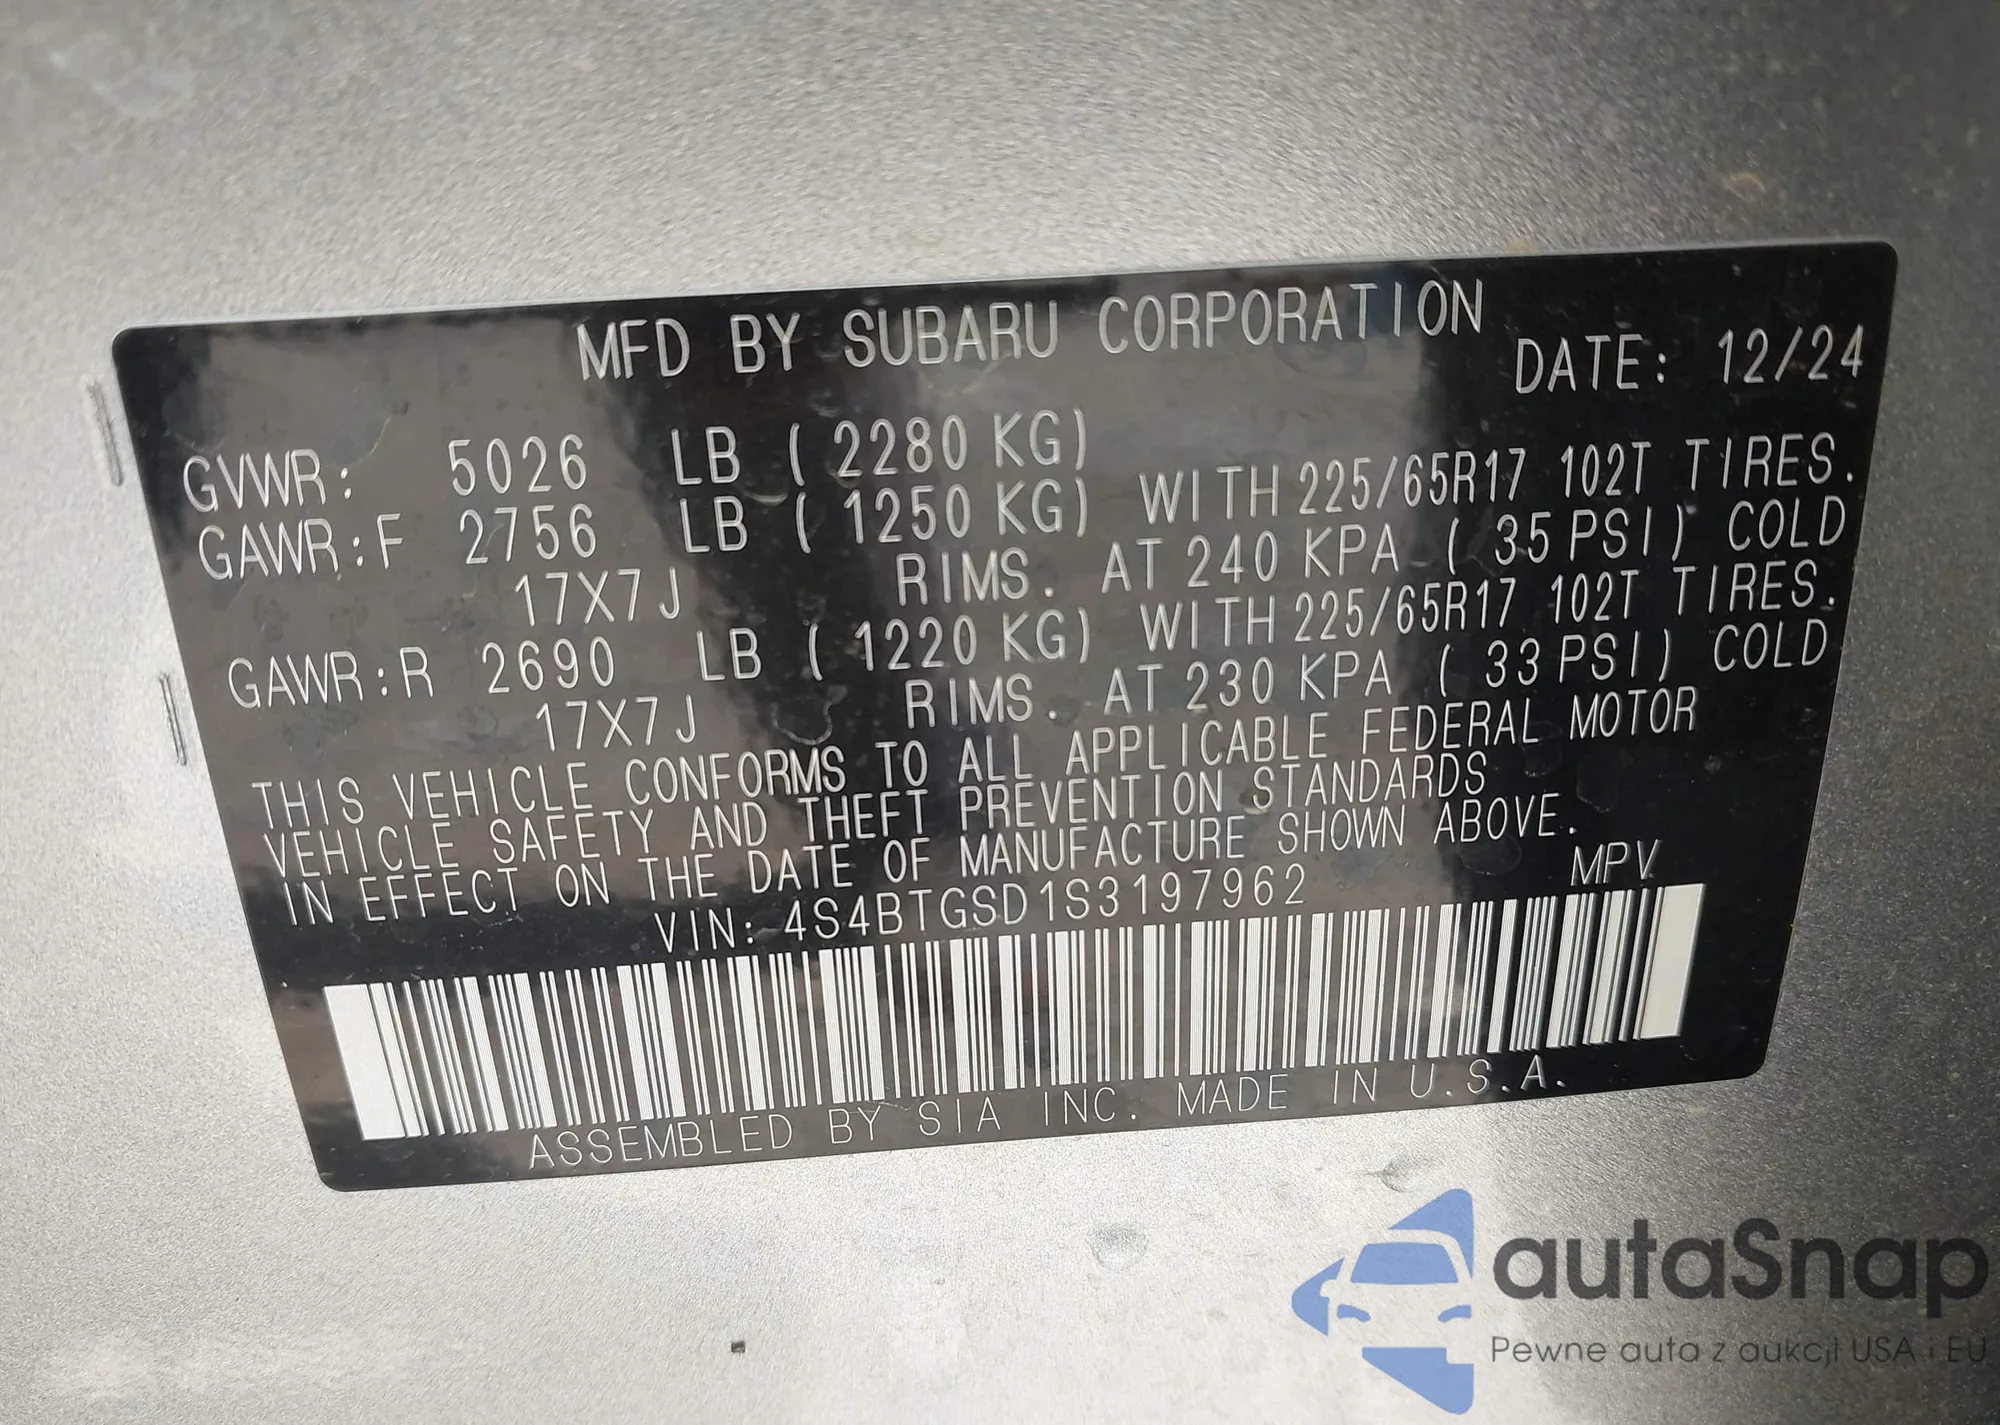 MFD BY SUBARU CORPORATION
DATE: 12/24
GVWR: 5026 LB ( 2280 KG)
GAWR:F 2756 LB ( 1250 KG) WITH 225/65R17 102T TIRES.
17X7J RIMS. AT 240 KPA ( 35 PSI) COLD
GAWR:R 2690 LB ( 1220 KG) WITH 225/65R17 102T TIRES.
17X7J RIMS. AT 230 KPA ( 33 PSI) COLD
THIS VEHICLE CONFORMS TO ALL APPLICABLE FEDERAL MOTOR
VEHICLE SAFETY AND THEFT PREVENTION STANDARDS
IN EFFECT ON THE DATE OF MANUFACTURE SHOWN ABOVE.
VIN: 4S4BTGSD1S3197962 MPV
ASSEMBLED BY SIA INC. MADE IN U.S.A.
autaSnap
Pewne auta z aukcji USA i EU